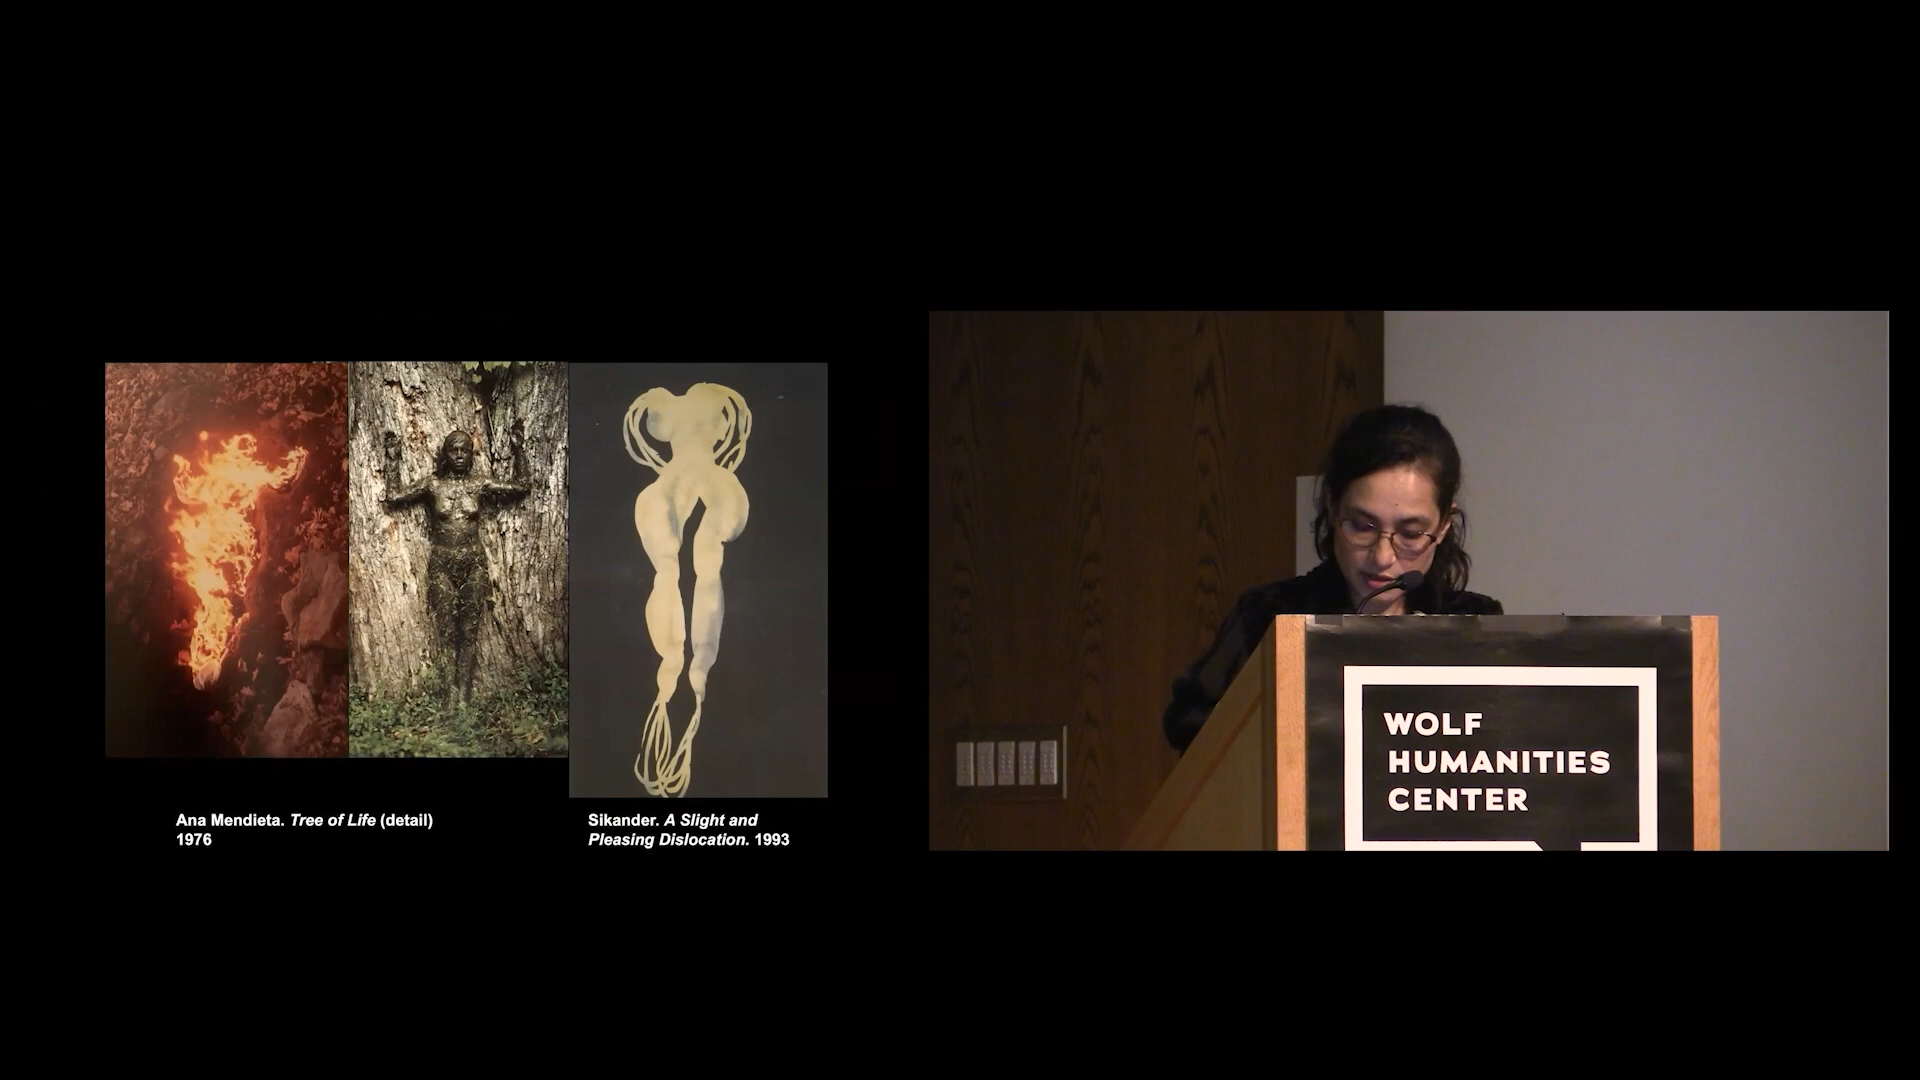 Ana Mendieta. Tree of Life (detail)
1976
Sikander. A Slight and
Pleasing Dislocation. 1993
WOLF
HUMANITIES
CENTER